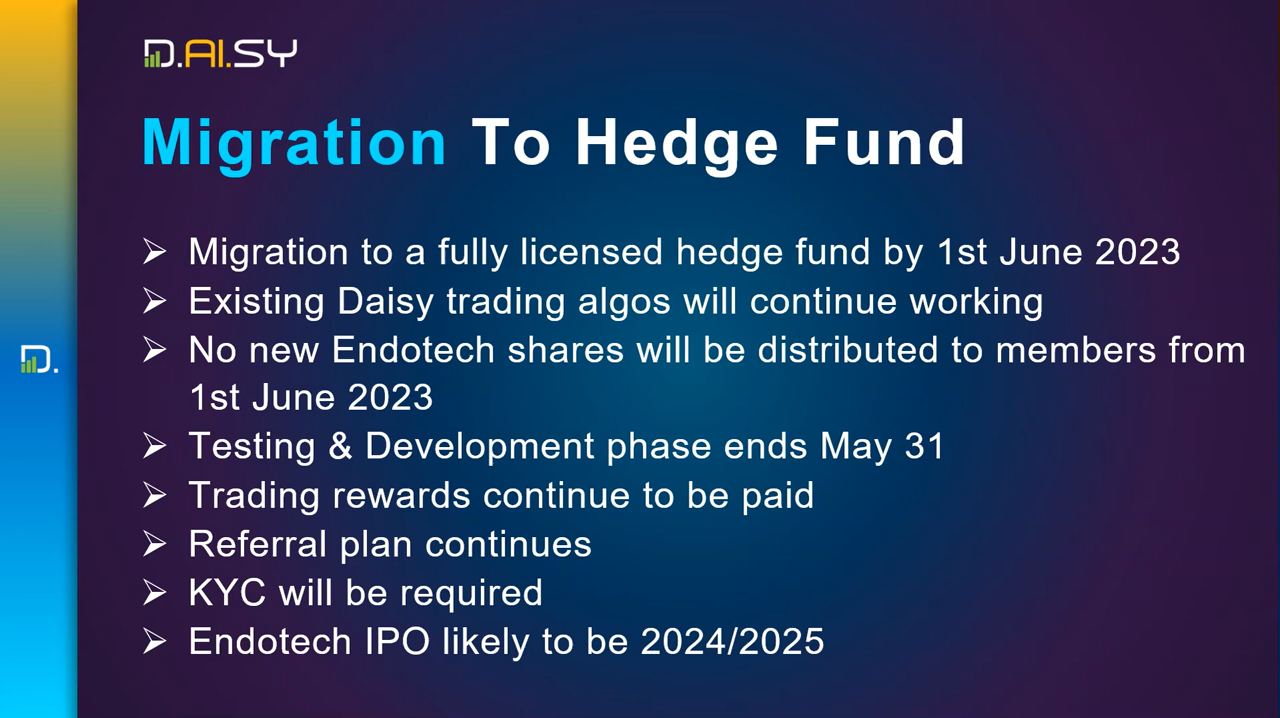 D.AI.SY
Migration To Hedge Fund
➢ Migration to a fully licensed hedge fund by 1st June 2023
➢ Existing Daisy trading algos will continue working
➢ No new Endotech shares will be distributed to members from
1st June 2023
➢ Testing & Development phase ends May 31
➢ Trading rewards continue to be paid
➢ Referral plan continues
➢ KYC will be required
➢ Endotech IPO likely to be 2024/2025
D.